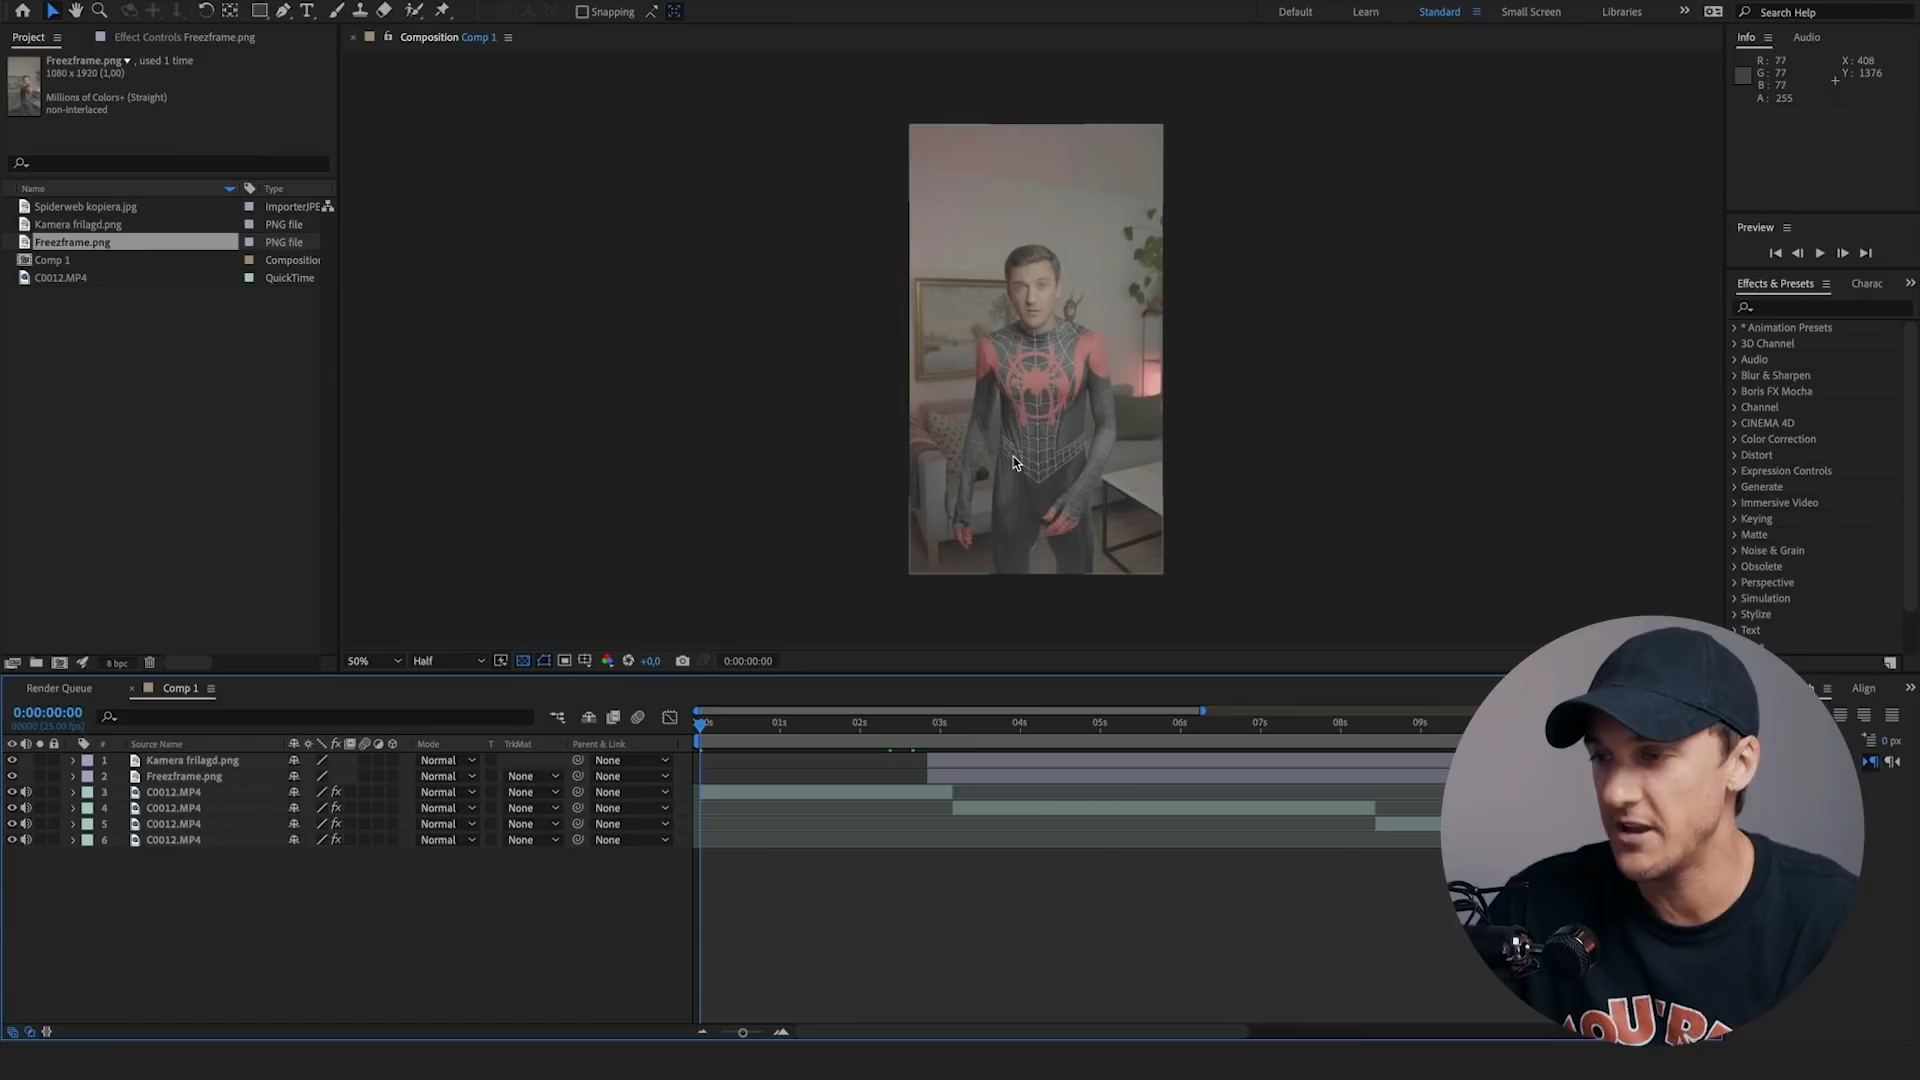 Snapping
Default
Learn
Standard
Small Screen
Libraries
Search Help
Project
Effect Controls Freezframe.png
Composition Comp 1
Info
Audio
Freezframe.png , used 1 time
1080 x 1920 (1,00)
Millions of Colors+ (Straight)
non-interlaced
R: 77
G: 77
B: 77
A: 255
X: 408
Y: 1376
Name Type
Spiderweb kopiera.jpg ImporterJPE
Kamera frilagd.png PNG file
Freezframe.png PNG file
Comp 1 Composition
C0012.MP4 QuickTime
Preview
Effects & Presets
Charac
* Animation Presets
3D Channel
Audio
Blur & Sharpen
Boris FX Mocha
Channel
CINEMA 4D
Color Correction
Distort
Expression Controls
Generate
Immersive Video
Keying
Matte
Noise & Grain
Obsolete
Perspective
Simulation
Stylize
Text
8 bpc
50%
Half
+0,0
0:00:00:00
Render Queue
Comp 1
Align
0:00:00:00
00000 (25.00 fps)
01s 02s 03s 04s 05s 06s 07s 08s 09s
0 px
# Source Name Mode T TrkMat Parent & Link
1 Kamera frilagd.png Normal None
2 Freezframe.png Normal None None
3 C0012.MP4 Normal None None
4 C0012.MP4 Normal None None
5 C0012.MP4 Normal None None
6 C0012.MP4 Normal None None